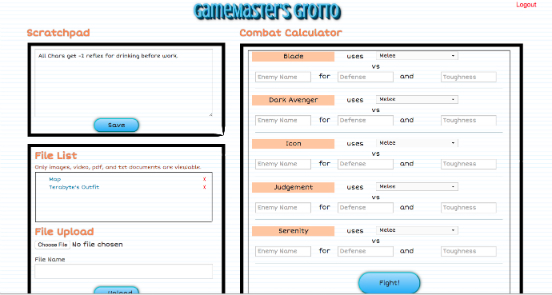 GameMaster's Grotto
Logout
Scratchpad
All Chars get -1 reflex for drinking before work.
Save
File List
Only images, video, pdf, and txt documents are viewable.
Map x
Terabyte's Outfit x
File Upload
Choose File No file chosen
File Name
Upload
Combat Calculator
Blade uses Melee
vs
Enemy Name for Defense and Toughness
Dark Avenger uses Melee
vs
Enemy Name for Defense and Toughness
Icon uses Melee
vs
Enemy Name for Defense and Toughness
Judgement uses Melee
vs
Enemy Name for Defense and Toughness
Serenity uses Melee
vs
Enemy Name for Defense and Toughness
Fight!